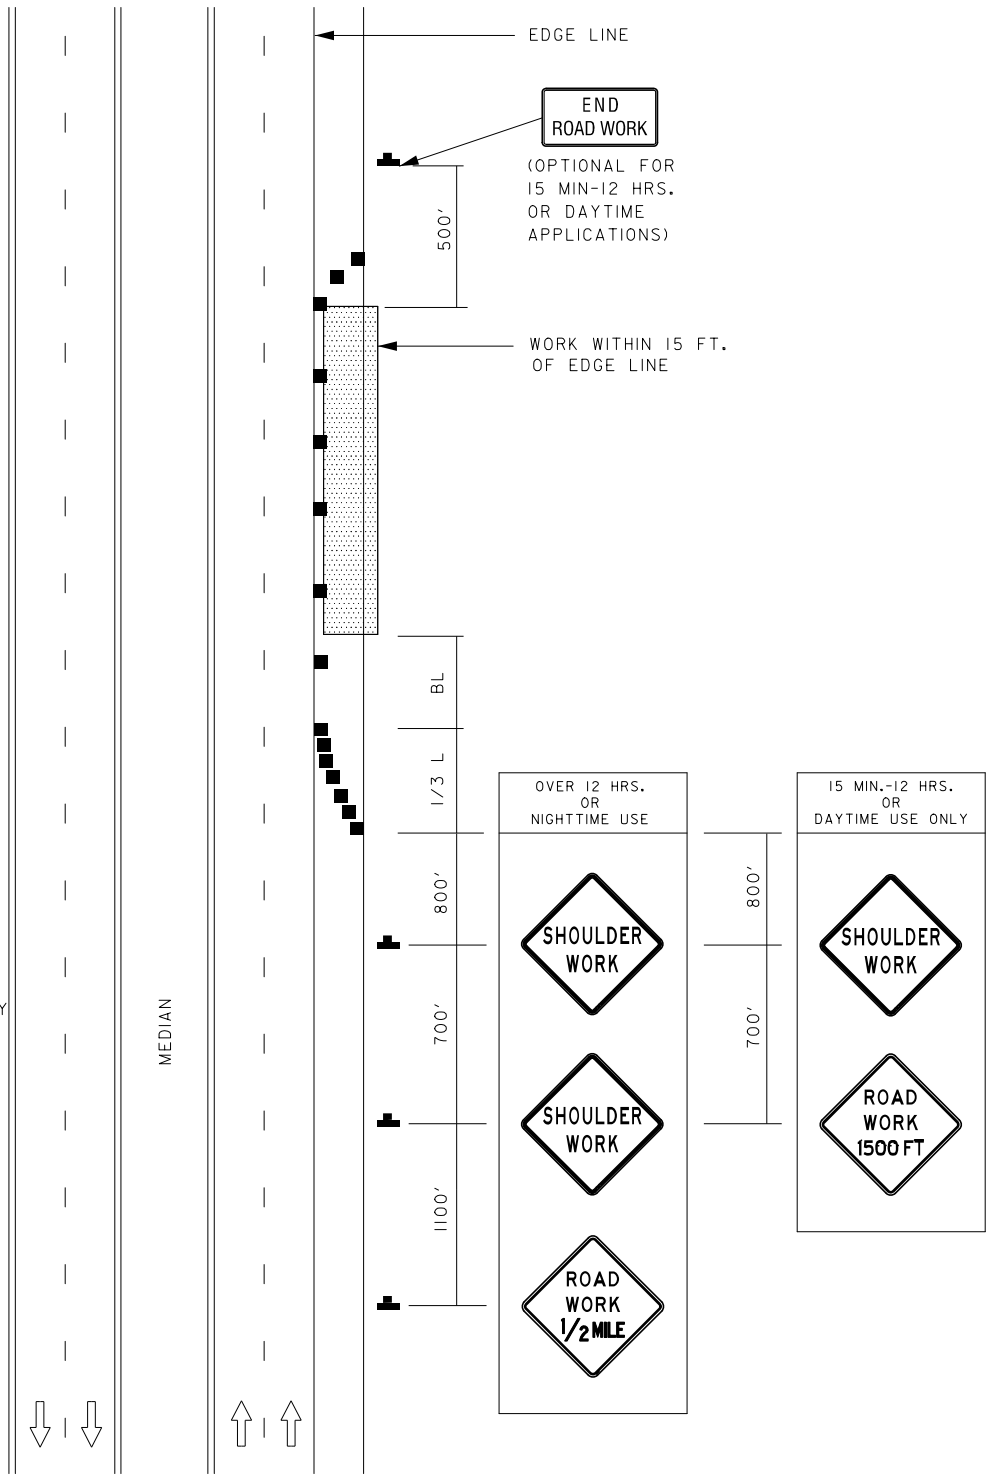 EDGE LINE
END
ROAD WORK
(OPTIONAL FOR
15 MIN-12 HRS.
OR DAYTIME
APPLICATIONS)
500'
WORK WITHIN 15 FT.
OF EDGE LINE
BL
1/3 L
800'
700'
1100'
OVER 12 HRS.
OR
NIGHTTIME USE
SHOULDER
WORK
SHOULDER
WORK
ROAD
WORK
1/2 MILE
15 MIN.-12 HRS.
OR
DAYTIME USE ONLY
800'
700'
SHOULDER
WORK
ROAD
WORK
1500 FT
MEDIAN
Y